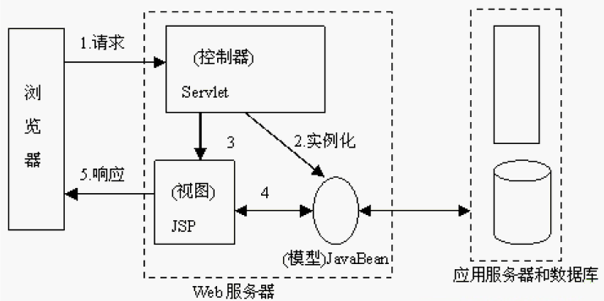 1.请求
(控制器)
Servlet
浏
览
器
3
2.实例化
5.响应
(视图)
JSP
4
(模型)JavaBean
应用服务器和数据库
Web服务器